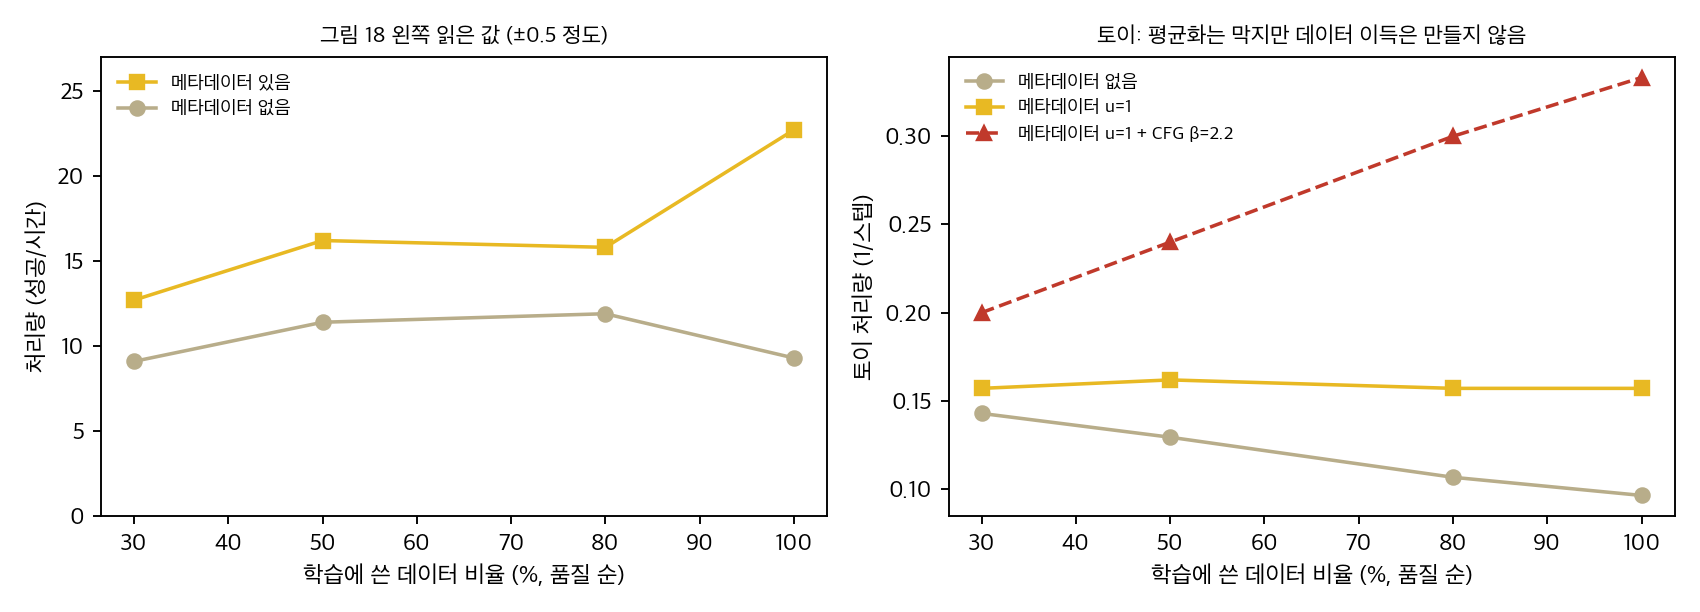 그림 18 왼쪽 읽은 값 (±0.5 정도)
메타데이터 있음
메타데이터 없음
처리량 (성공/시간)
25
20
15
10
5
0
30 40 50 60 70 80 90 100
학습에 쓴 데이터 비율 (%, 품질 순)
토이: 평균화는 막지만 데이터 이득은 만들지 않음
메타데이터 없음
메타데이터 u=1
메타데이터 u=1 + CFG β=2.2
토이 처리량 (1/스텝)
0.30
0.25
0.20
0.15
0.10
30 40 50 60 70 80 90 100
학습에 쓴 데이터 비율 (%, 품질 순)